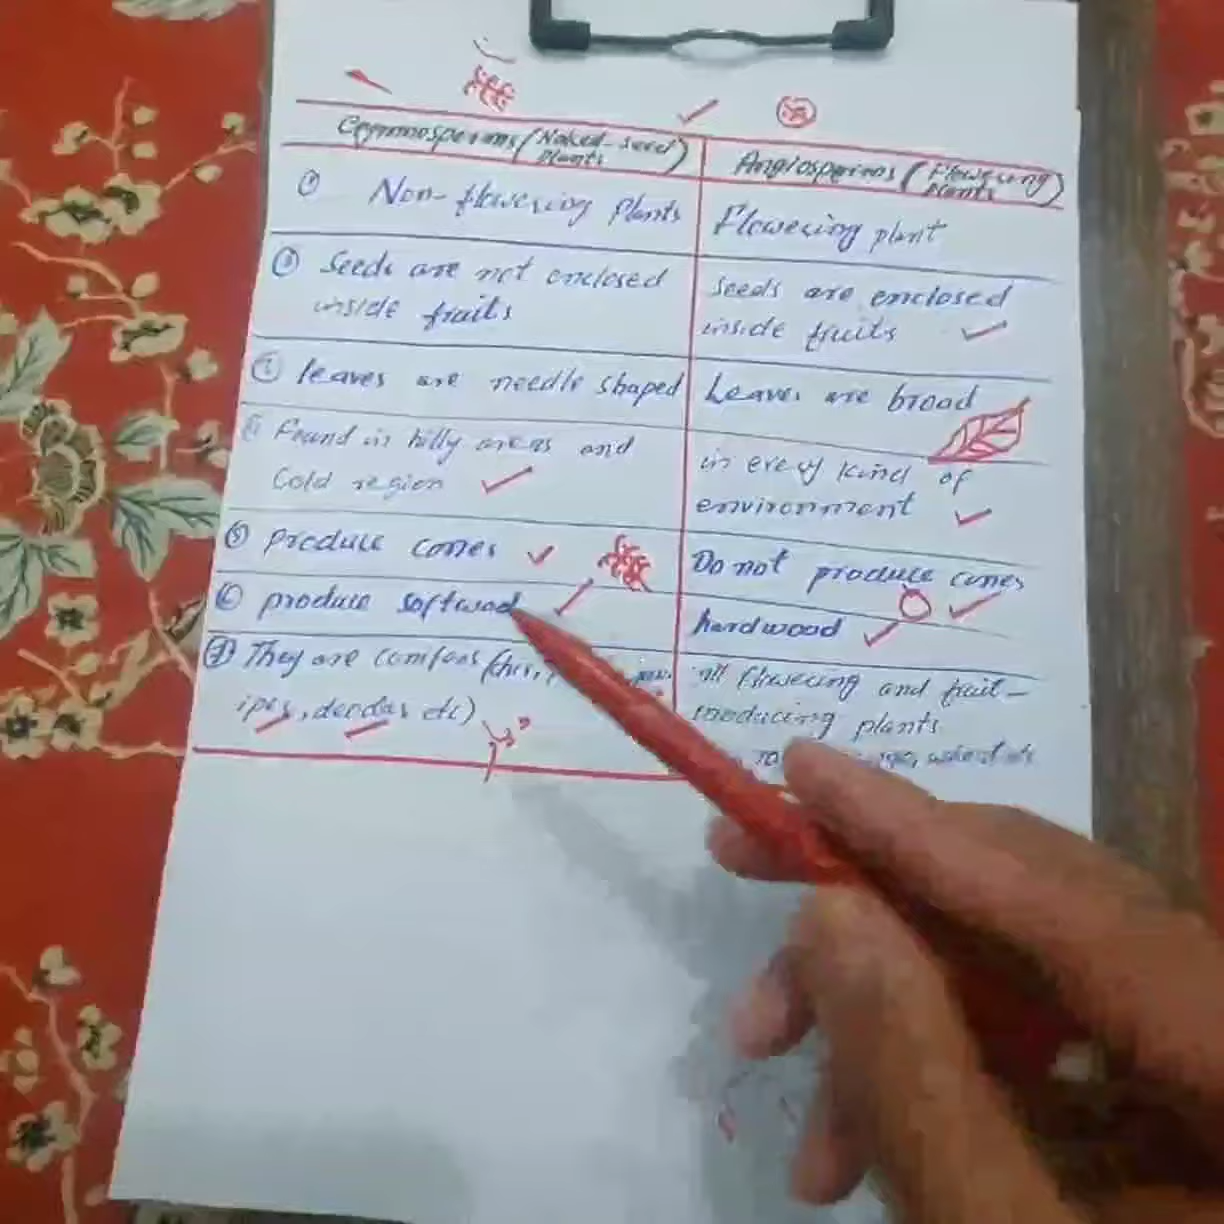 Gymnosperms (Naked-seed plants)
Angiosperms (Flowering plants)
① Non-flowering plants
Flowering plant
② Seeds are not enclosed
inside fruits
Seeds are enclosed
inside fruits
leaves are needle shaped
Leaves are broad
Found in hilly areas and
Cold region
in every kind of
environment
⑤ produce cones
Do not produce cones
⑥ produce softwood
hardwood
⑦ They are conifers
deodar etc)
all flowering and fruit-
producing plants